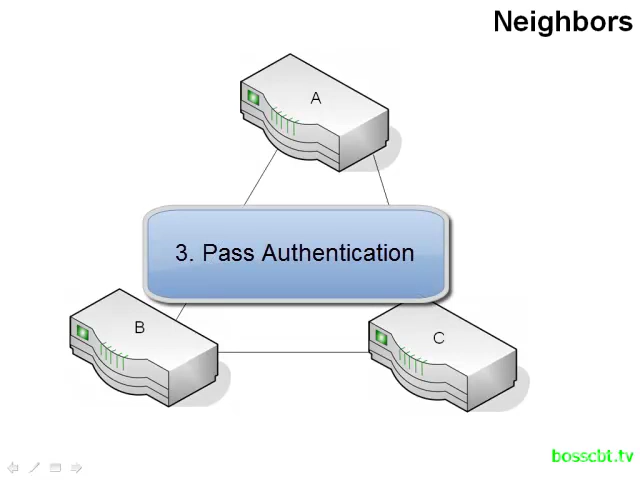 Neighbors
A
3. Pass Authentication
B
C
bosscbt.tv